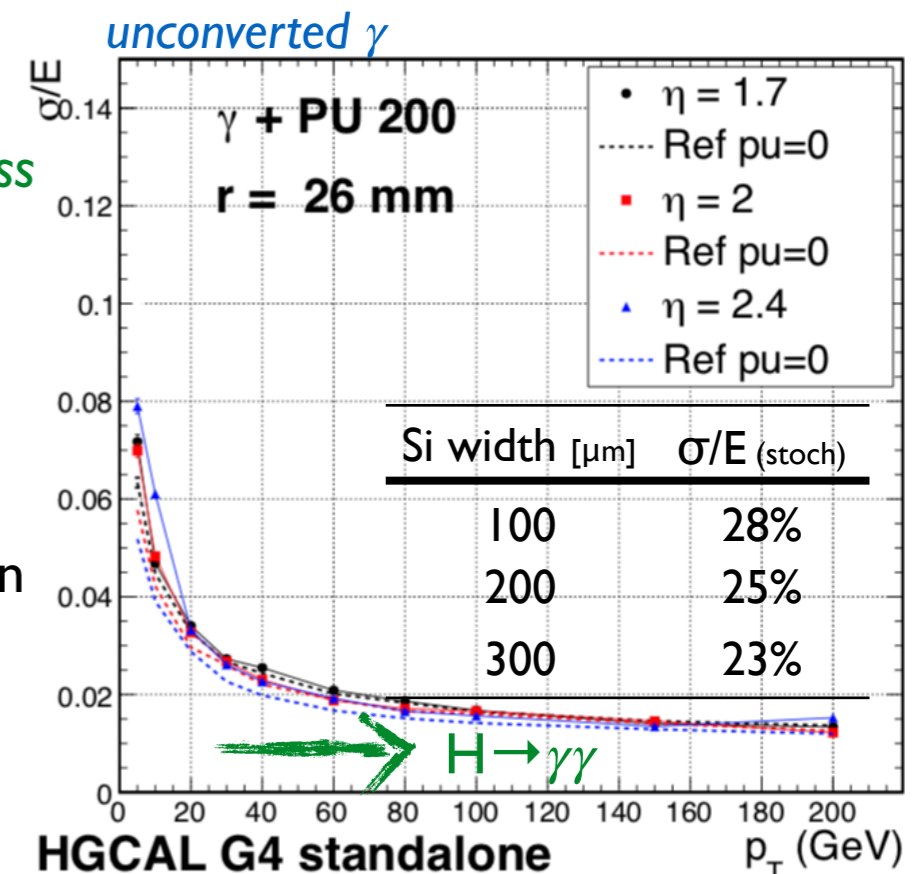 unconverted γ
σ/E
0.14
0.12
0.1
0.08
0.06
0.04
0.02
0
γ + PU 200
r = 26 mm
η = 1.7
Ref pu=0
η = 2
Ref pu=0
η = 2.4
Ref pu=0
ss
n
Si width [μm] σ/E (stoch)
100 28%
200 25%
300 23%
H→γγ
0 20 40 60 80 100 120 140 160 180 200
HGCAL G4 standalone
p_T (GeV)